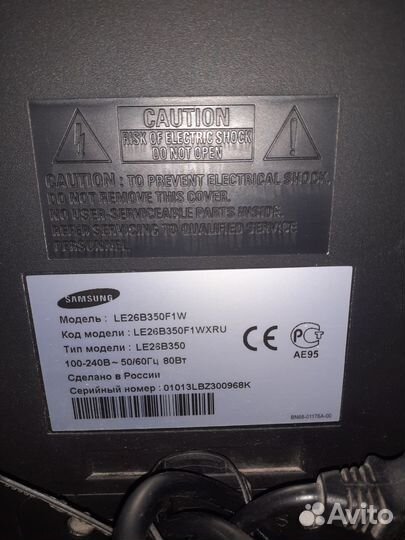 CAUTION
RISK OF ELECTRIC SHOCK
DO NOT OPEN
CAUTION : TO PREVENT ELECTRICAL SHOCK,
DO NOT REMOVE THIS COVER.
NO USER-SERVICEABLE PARTS INSIDE.
REFER SERVICING TO QUALIFIED SERVICE
PERSONNEL.
SAMSUNG
Модель : LE26B350F1W
Код модели : LE26B350F1WXRU
Тип модели : LE26B350
100-240В~ 50/60Гц 80Вт
Сделано в России
Серийный номер : 01013LBZ300968K
CE
РСТ
АЕ95
BN68-01176A-00
Avito